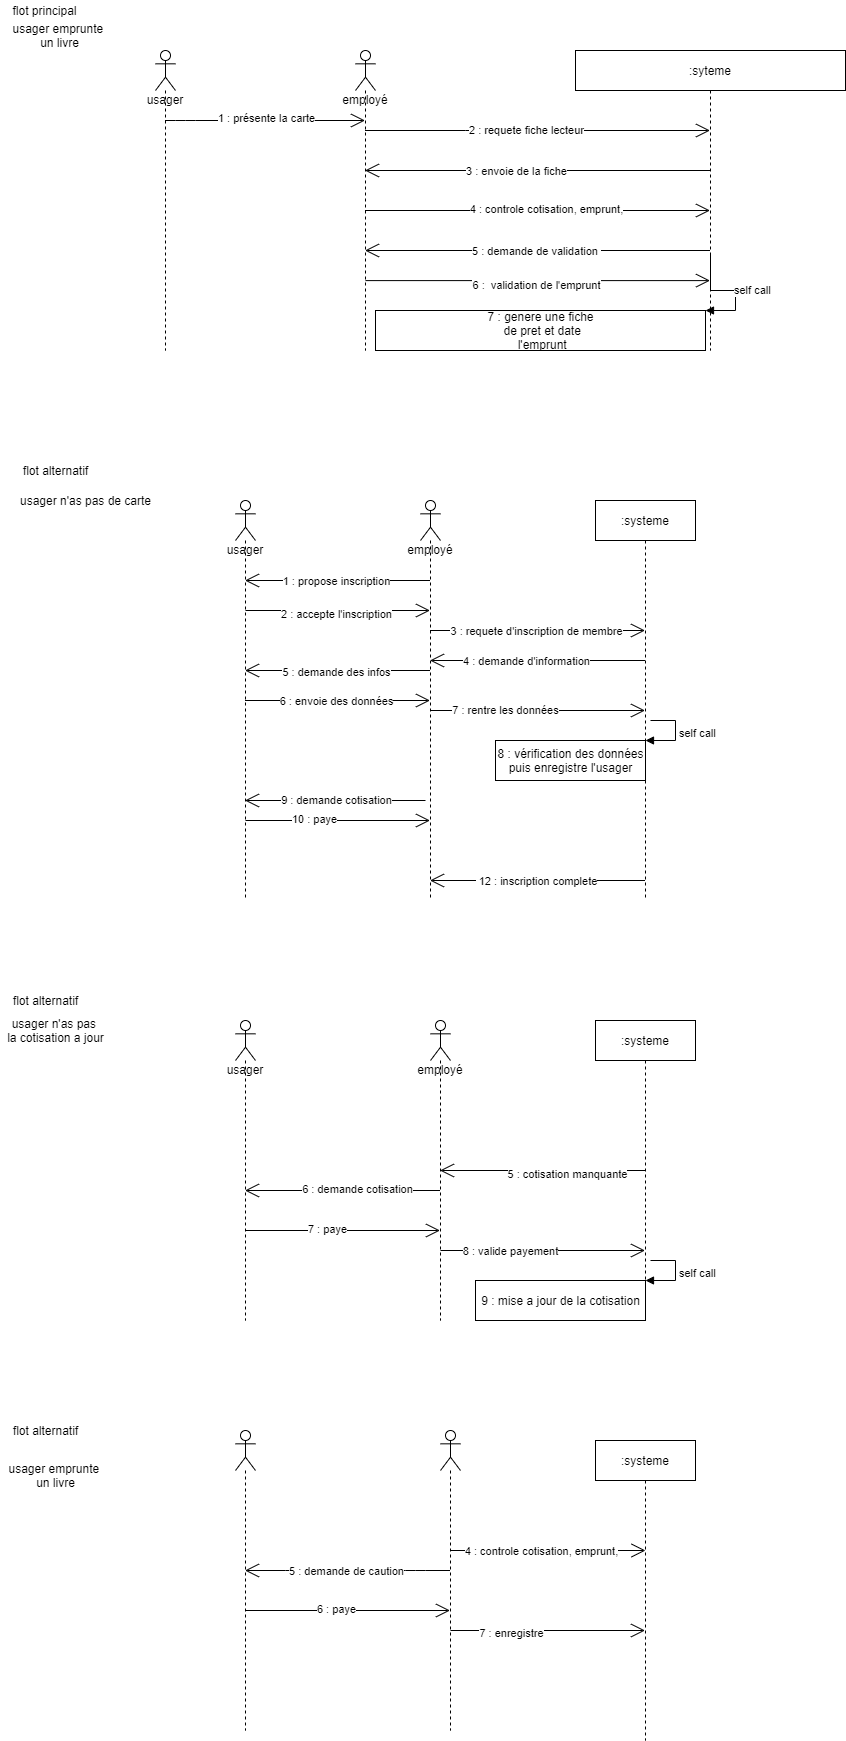 flot principal
usager emprunte
un livre
:syteme
usager
employé
1 : présente la carte
2 : requete fiche lecteur
3 : envoie de la fiche
4 : controle cotisation, emprunt,
5 : demande de validation
6 : validation de l'emprunt
self call
7 : genere une fiche
de pret et date
l'emprunt
flot alternatif
usager n'as pas de carte
:systeme
usager
employé
1 : propose inscription
2 : accepte l'inscription
3 : requete d'inscription de membre
4 : demande d'information
5 : demande des infos
6 : envoie des données
7 : rentre les données
self call
8 : vérification des données
puis enregistre l'usager
9 : demande cotisation
10 : paye
12 : inscription complete
flot alternatif
usager n'as pas
la cotisation a jour
:systeme
usager
employé
5 : cotisation manquante
6 : demande cotisation
7 : paye
8 : valide payement
self call
9 : mise a jour de la cotisation
flot alternatif
usager emprunte
un livre
:systeme
4 : controle cotisation, emprunt,
5 : demande de caution
6 : paye
7 : enregistre